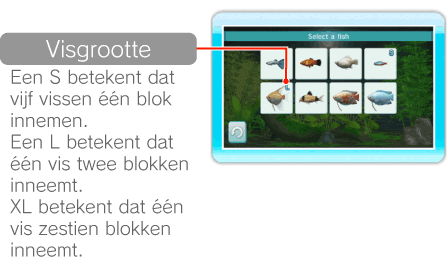 Visgrootte
Een S betekent dat
vijf vissen één blok
innemen.
Een L betekent dat
één vis twee blokken
inneemt.
XL betekent dat één
vis zestien blokken
inneemt.
Select a fish